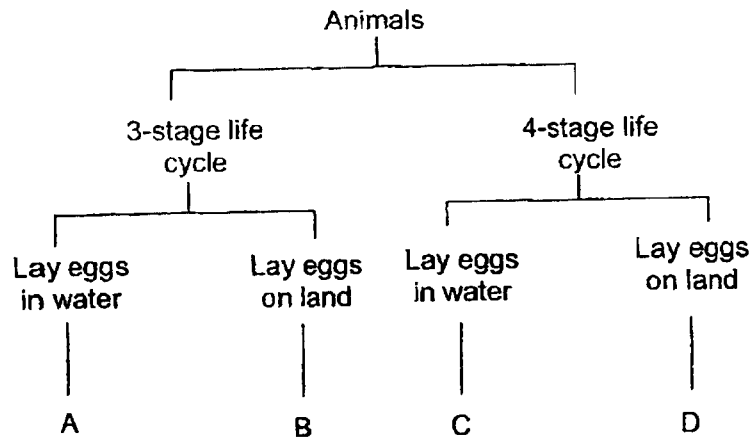 Animals
3-stage life
cycle
4-stage life
cycle
Lay eggs
in water
Lay eggs
on land
Lay eggs
in water
Lay eggs
on land
A
B
C
D